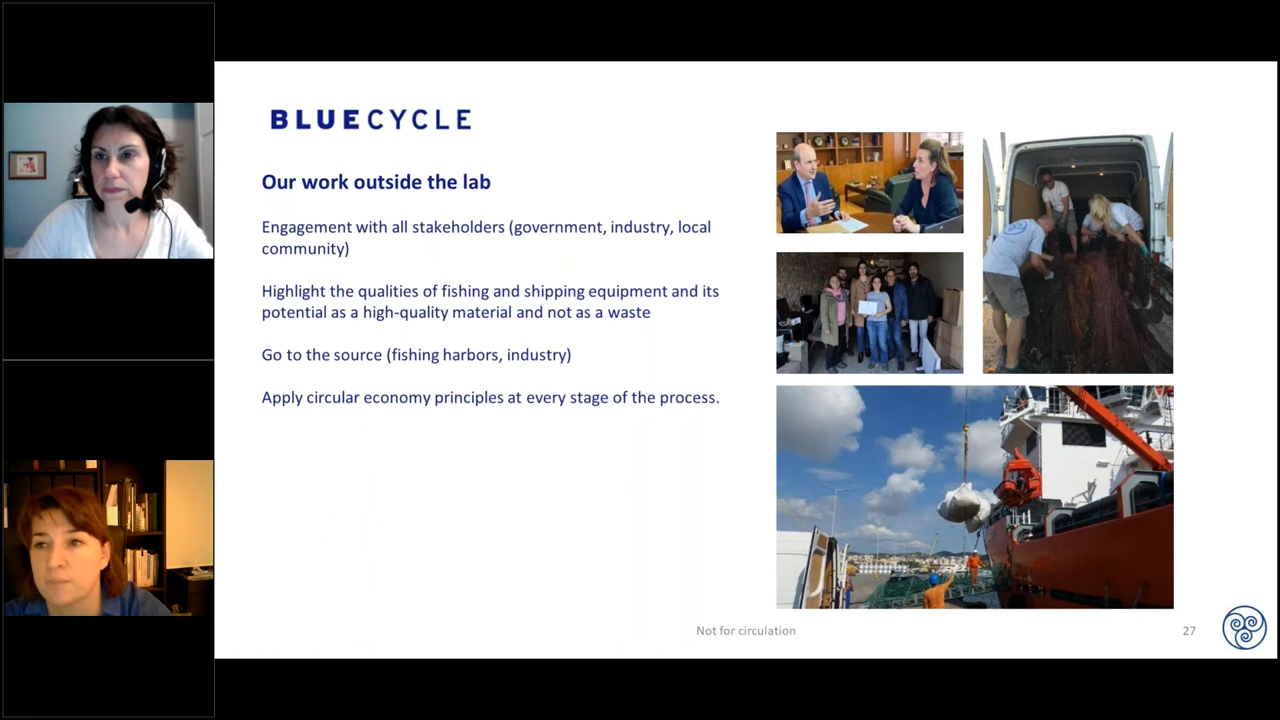 BLUECYCLE
Our work outside the lab
Engagement with all stakeholders (government, industry, local
community)
Highlight the qualities of fishing and shipping equipment and its
potential as a high-quality material and not as a waste
Go to the source (fishing harbors, industry)
Apply circular economy principles at every stage of the process.
Not for circulation
27